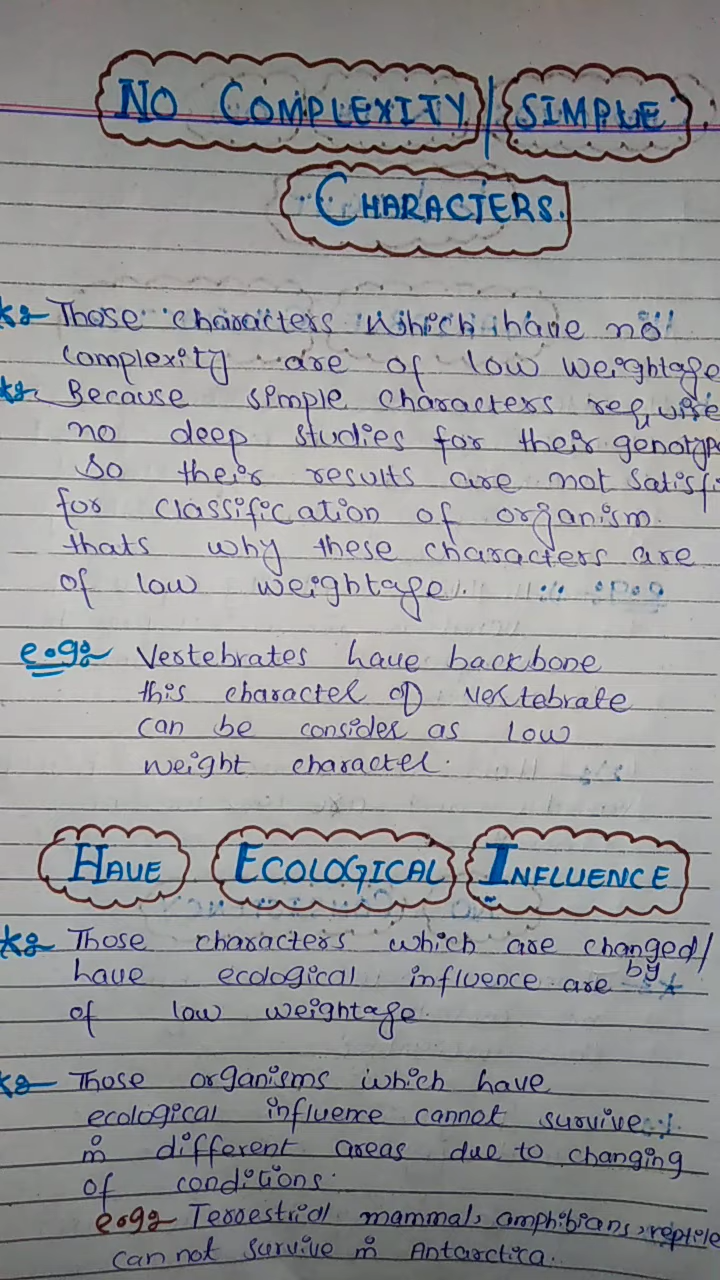 NO COMPLEXITY / SIMPLE
CHARACTERS.
Those characters which have no
complexity are of low weightage
Because simple characters require
no deep studies for their genotyp
so their results are not satisf
for classification of organism.
thats why these characters are
of low weightage.
e.g:- Vertebrates have backbone
this character of vertebrate
can be consider as low
weight character.
HAVE ECOLOGICAL INFLUENCE
Those characters which are changed/
have ecological influence are by *
of low weightage.
Those organisms which have
ecological influence cannot survive
in different areas due to changing
of conditions.
e.g:- Terrestrial mammal, amphibians, reptile
can not survive in Antarctica.